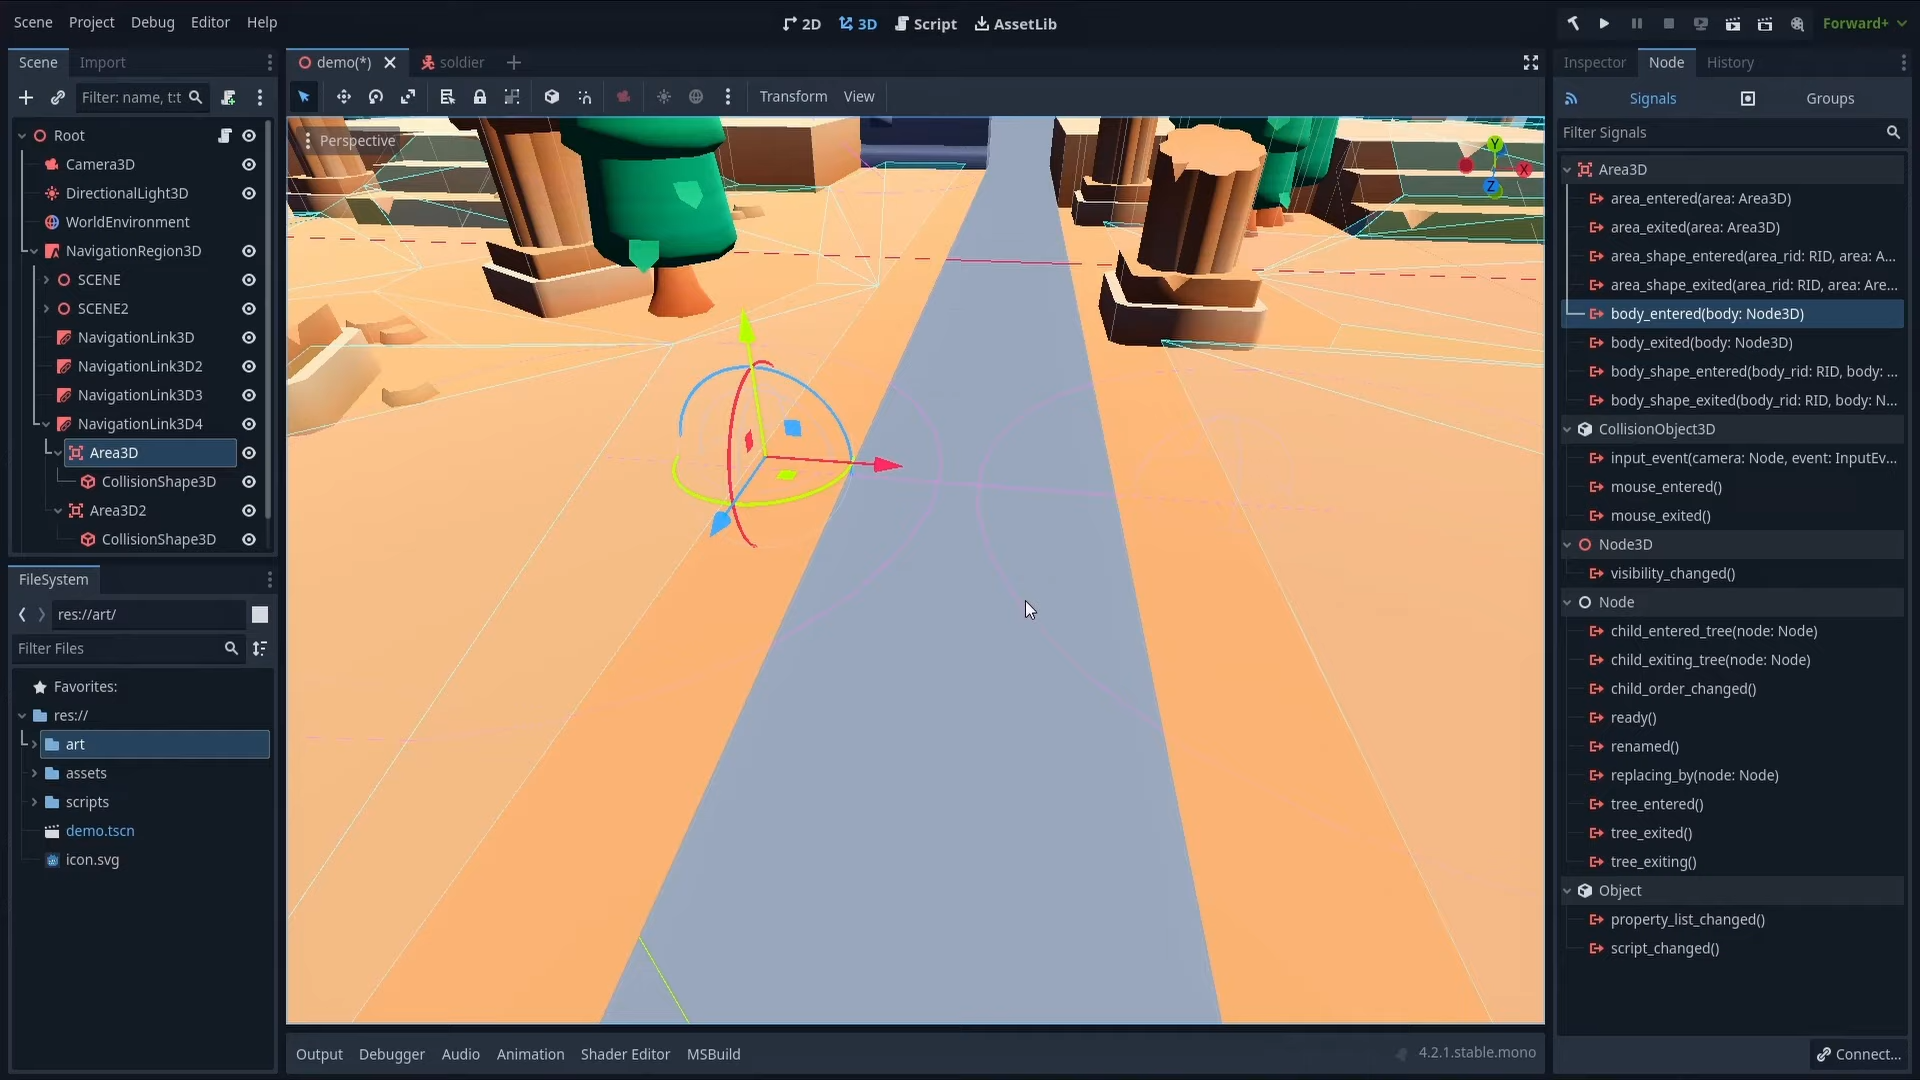 Scene Project Debug Editor Help
2D 3D Script AssetLib
Forward+
Scene Import
demo(*) soldier
Inspector Node History
Filter: name, t:t
Transform View
Signals Groups
Perspective
Filter Signals
Root
Camera3D
DirectionalLight3D
WorldEnvironment
NavigationRegion3D
SCENE
SCENE2
NavigationLink3D
NavigationLink3D2
NavigationLink3D3
NavigationLink3D4
Area3D
CollisionShape3D
Area3D2
CollisionShape3D
Y
X
Z
Area3D
area_entered(area: Area3D)
area_exited(area: Area3D)
area_shape_entered(area_rid: RID, area: A...
area_shape_exited(area_rid: RID, area: Are...
body_entered(body: Node3D)
body_exited(body: Node3D)
body_shape_entered(body_rid: RID, body: ...
body_shape_exited(body_rid: RID, body: N...
CollisionObject3D
input_event(camera: Node, event: InputEv...
mouse_entered()
mouse_exited()
Node3D
visibility_changed()
Node
child_entered_tree(node: Node)
child_exiting_tree(node: Node)
child_order_changed()
ready()
renamed()
replacing_by(node: Node)
tree_entered()
tree_exited()
tree_exiting()
Object
property_list_changed()
script_changed()
FileSystem
res://art/
Filter Files
Favorites:
res://
art
assets
scripts
demo.tscn
icon.svg
Output Debugger Audio Animation Shader Editor MSBuild
4.2.1.stable.mono
Connect...